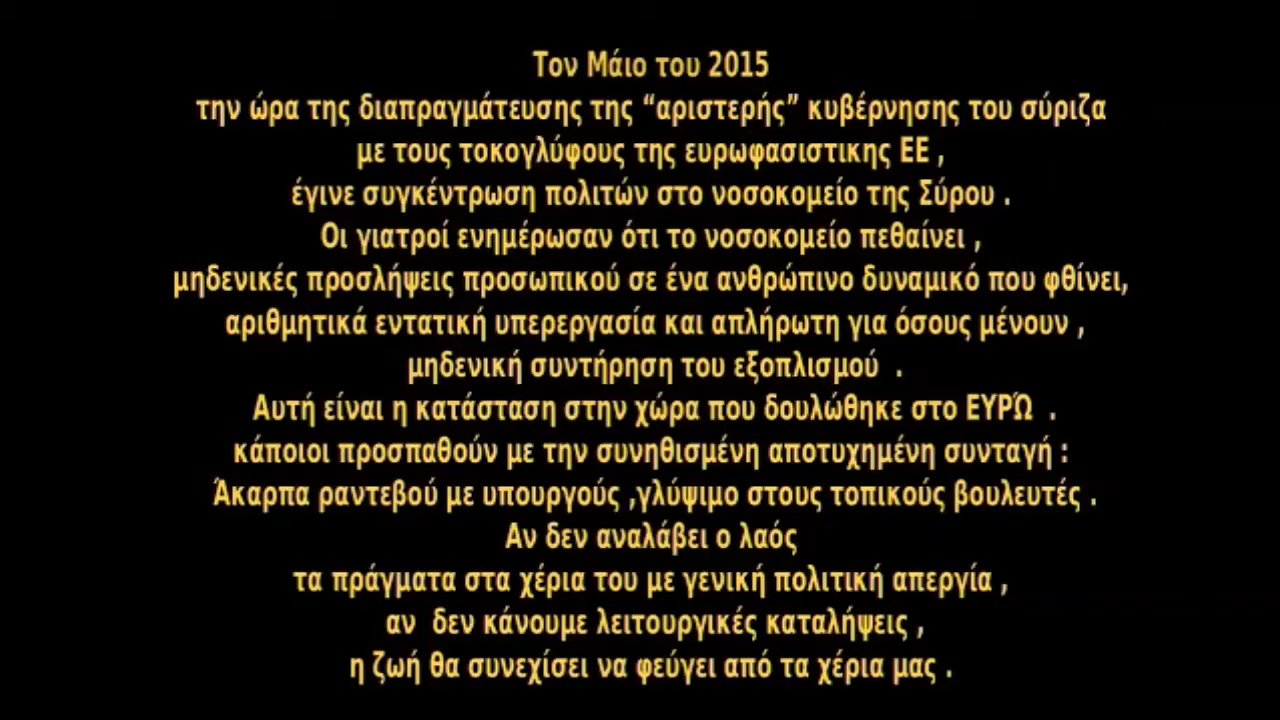 Τον Μάιο του 2015
την ώρα της διαπραγμάτευσης της “αριστερής” κυβέρνησης του σύριζα
με τους τοκογλύφους της ευρωφασιστικης ΕΕ ,
έγινε συγκέντρωση πολιτών στο νοσοκομείο της Σύρου .
Οι γιατροί ενημέρωσαν ότι το νοσοκομείο πεθαίνει ,
μηδενικές προσλήψεις προσωπικού σε ένα ανθρώπινο δυναμικό που φθίνει,
αριθμητικά εντατική υπερεργασία και απλήρωτη για όσους μένουν ,
μηδενική συντήρηση του εξοπλισμού .
Αυτή είναι η κατάσταση στην χώρα που δουλώθηκε στο ΕΥΡΏ .
κάποιοι προσπαθούν με την συνηθισμένη αποτυχημένη συνταγή :
Άκαρπα ραντεβού με υπουργούς ,γλύψιμο στους τοπικούς βουλευτές .
Αν δεν αναλάβει ο λαός
τα πράγματα στα χέρια του με γενική πολιτική απεργία ,
αν δεν κάνουμε λειτουργικές καταλήψεις ,
η ζωή θα συνεχίσει να φεύγει από τα χέρια μας .